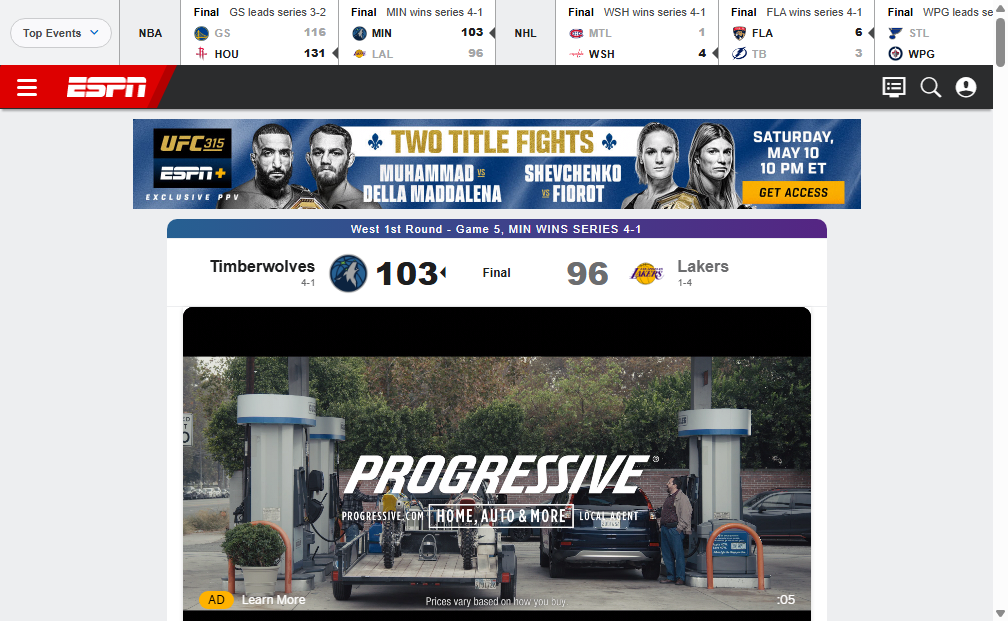 Top Events
NBA
Final GS leads series 3-2
GS 116
HOU 131
Final MIN wins series 4-1
MIN 103
LAL 96
NHL
Final WSH wins series 4-1
MTL 1
WSH 4
Final FLA wins series 4-1
FLA 6
TB 3
Final WPG leads se
STL
WPG
ESPN
UFC 315
ESPN+
EXCLUSIVE PPV
TWO TITLE FIGHTS
MUHAMMAD VS DELLA MADDALENA
SHEVCHENKO VS FIOROT
SATURDAY,
MAY 10
10 PM ET
GET ACCESS
West 1st Round - Game 5, MIN WINS SERIES 4-1
Timberwolves
4-1
103
Final
96
LAKERS
Lakers
1-4
PROGRESSIVE®
PROGRESSIVE.COM HOME, AUTO & MORE LOCAL AGENT
AD Learn More
Prices vary based on how you buy.
:05